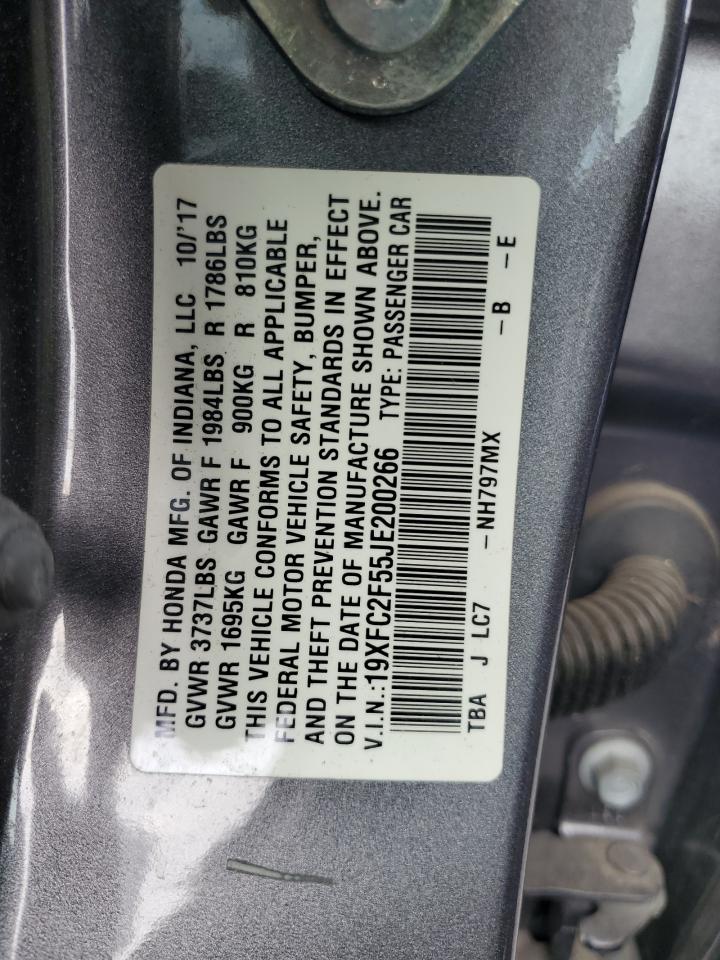 MFD. BY HONDA MFG. OF INDIANA, LLC 10/'17
GVWR 3737LBS GAWR F 1984LBS R 1786LBS
GVWR 1695KG GAWR F 900KG R 810KG
THIS VEHICLE CONFORMS TO ALL APPLICABLE
FEDERAL MOTOR VEHICLE SAFETY, BUMPER,
AND THEFT PREVENTION STANDARDS IN EFFECT
ON THE DATE OF MANUFACTURE SHOWN ABOVE.
V.I.N.:19XFC2F55JE200266 TYPE: PASSENGER CAR
TBA J LC7 -NH797MX -B -E